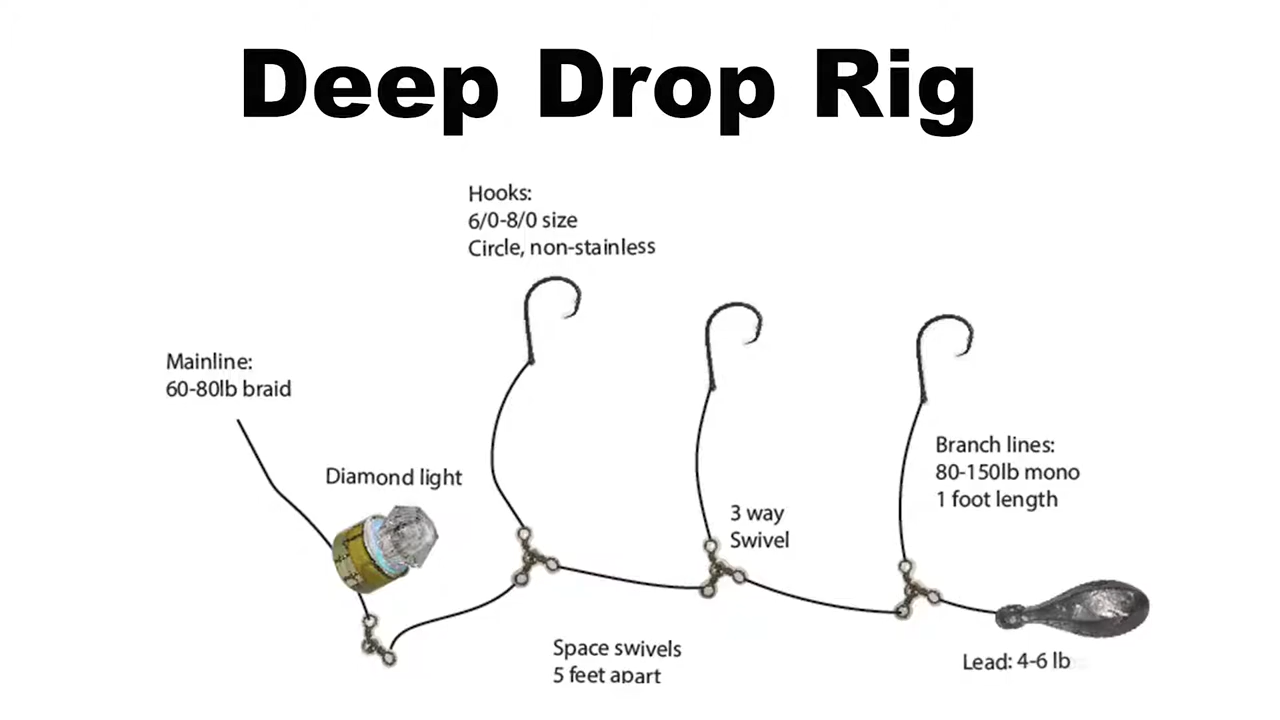 Deep Drop Rig
Hooks:
6/0-8/0 size
Circle, non-stainless
Mainline:
60-80lb braid
Diamond light
Branch lines:
80-150lb mono
1 foot length
3 way
Swivel
Space swivels
5 feet apart
Lead: 4-6 lb